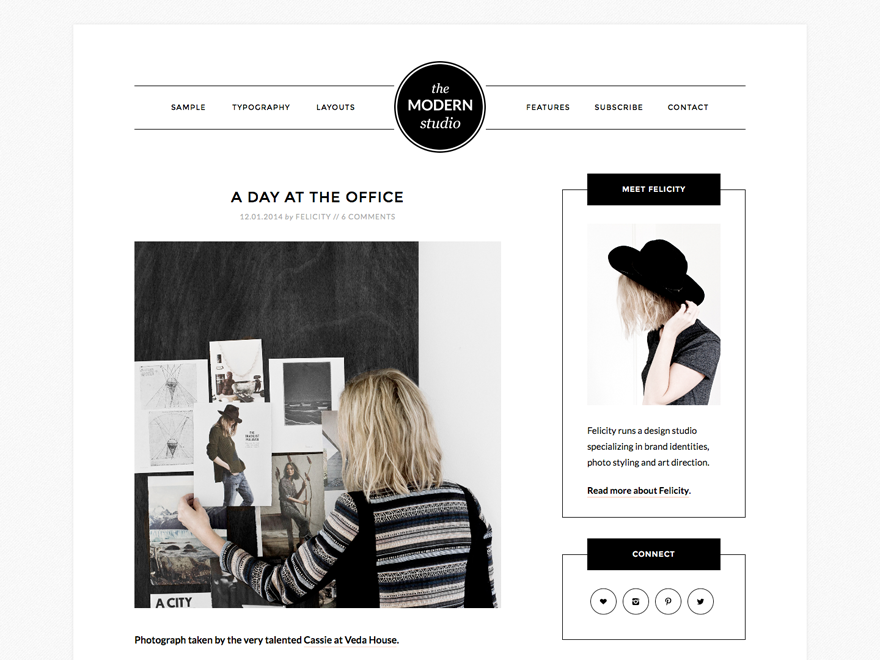 SAMPLE TYPOGRAPHY LAYOUTS
the
MODERN
studio
FEATURES SUBSCRIBE CONTACT
A DAY AT THE OFFICE
12.01.2014 by FELICITY // 6 COMMENTS
A CITY
Photograph taken by the very talented Cassie at Veda House.
MEET FELICITY
Felicity runs a design studio
specializing in brand identities,
photo styling and art direction.
Read more about Felicity.
CONNECT